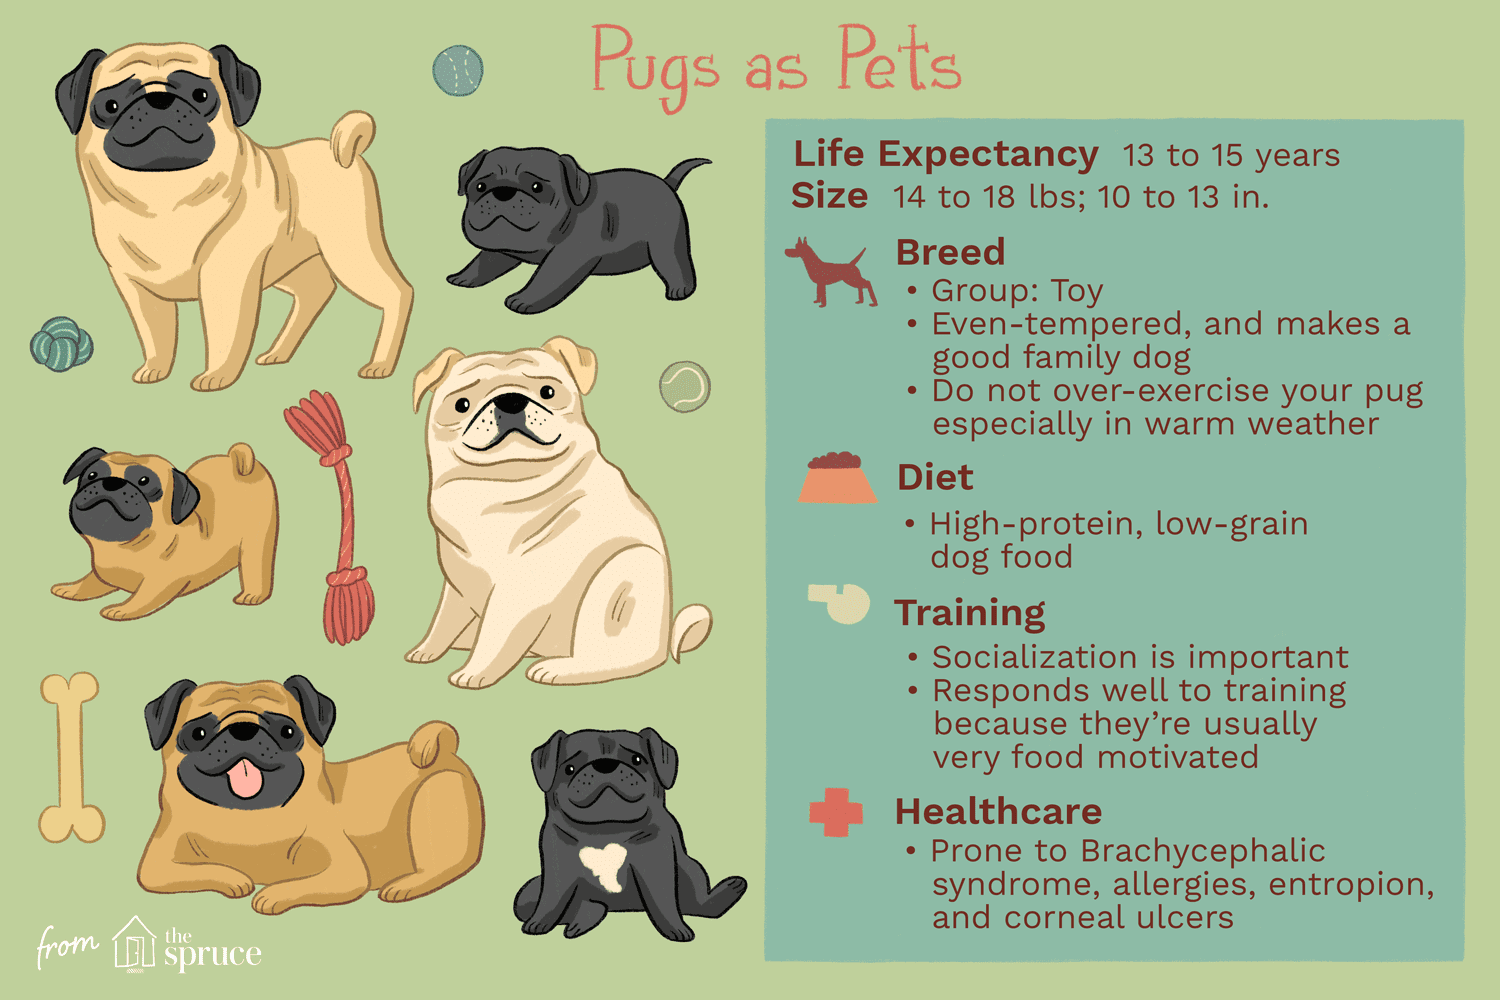 Pugs as Pets
Life Expectancy 13 to 15 years
Size 14 to 18 lbs; 10 to 13 in.
Breed
• Group: Toy
• Even-tempered, and makes a
good family dog
• Do not over-exercise your pug
especially in warm weather
Diet
• High-protein, low-grain
dog food
Training
• Socialization is important
• Responds well to training
because they’re usually
very food motivated
Healthcare
• Prone to Brachycephalic
syndrome, allergies, entropion,
and corneal ulcers
from the spruce